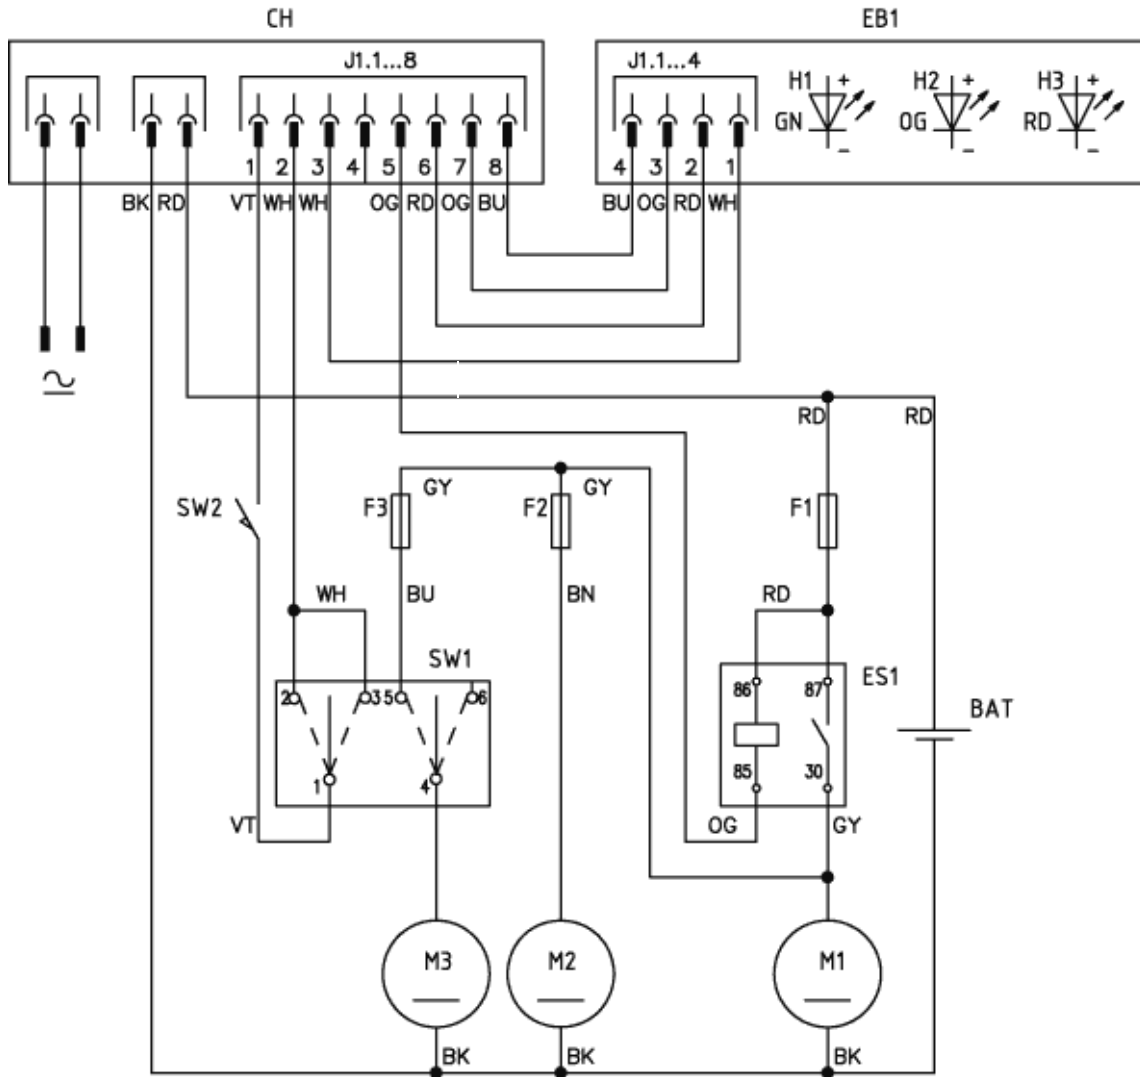 CH EB1
J1.1...8 J1.1...4
H1 + H2 + H3 +
GN OG RD
- - -
1 2 3 4 5 6 7 8 4 3 2 1
BK RD VT WH WH OG RD OG BU BU OG RD WH
RD RD
GY GY
SW2 F3 F2 F1
WH BU BN RD
SW1 ES1
2 3 5 6 86 87
BAT
1 4 85 30
VT OG GY
M3 M2 M1
BK BK BK